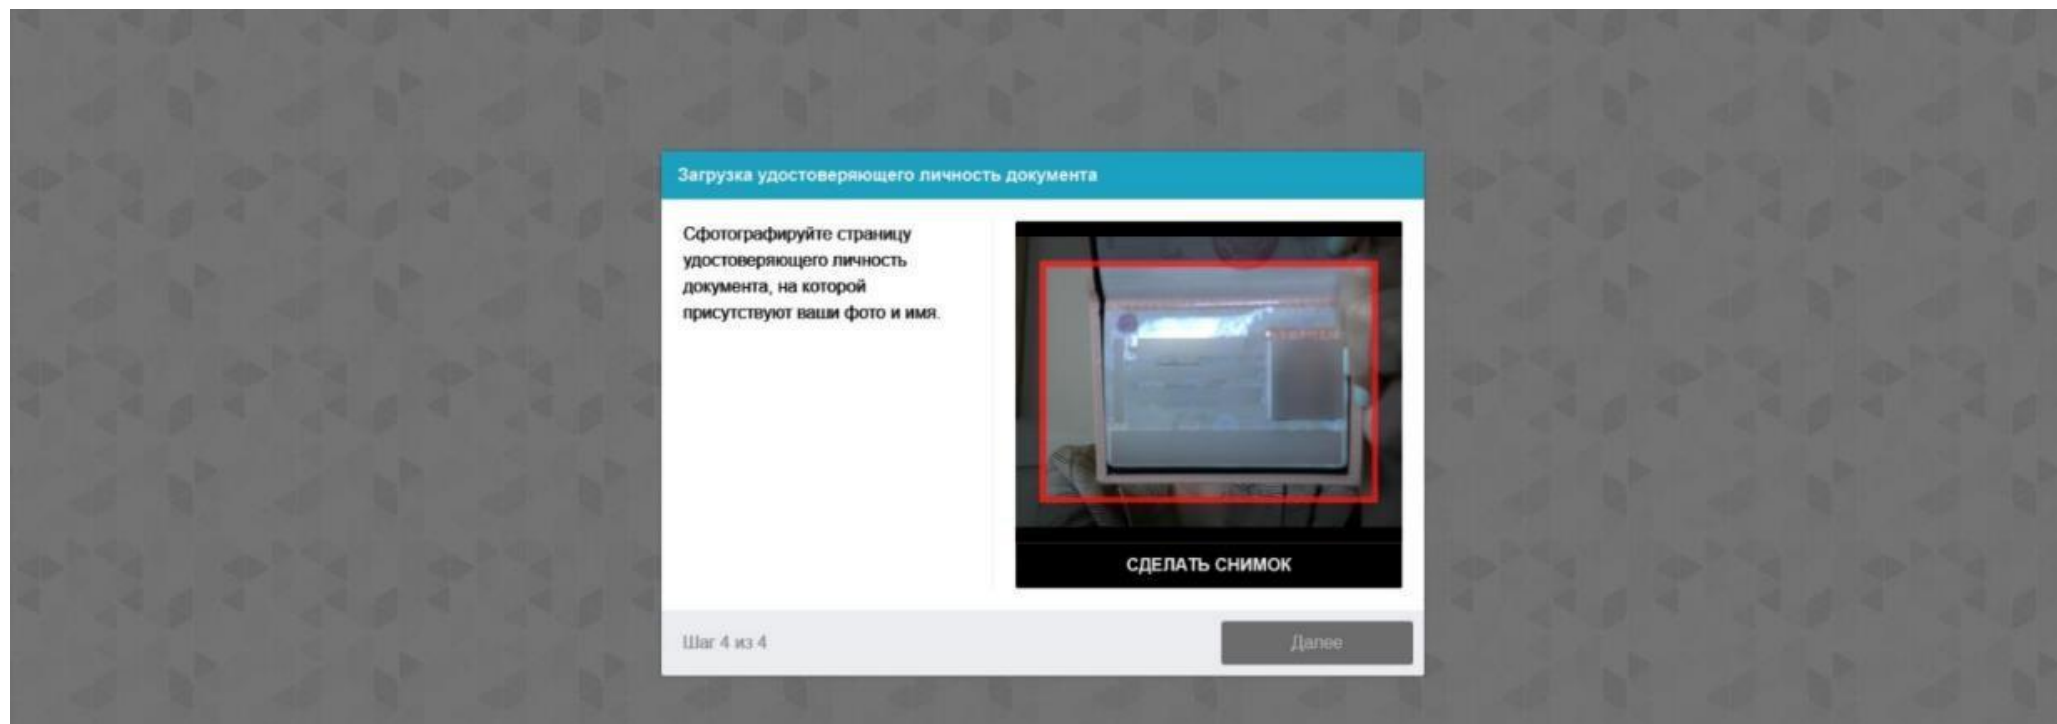 Загрузка удостоверяющего личность документа
Сфотографируйте страницу
удостоверяющего личность
документа, на которой
присутствуют ваши фото и имя.
СДЕЛАТЬ СНИМОК
Шаг 4 из 4
Далее